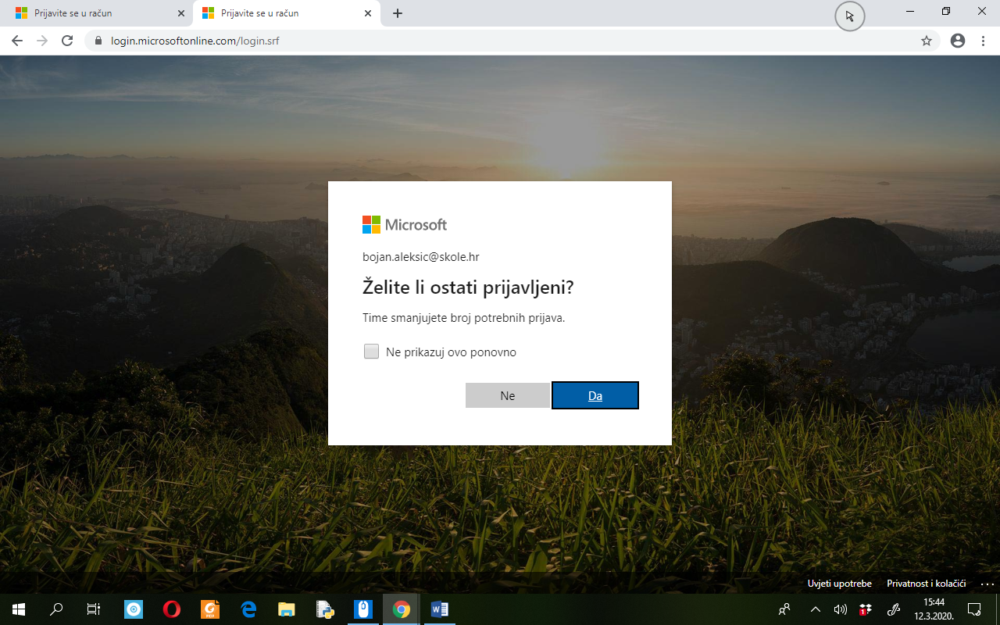 Prijavite se u račun
Prijavite se u račun
login.microsoftonline.com/login.srf
Microsoft
bojan.aleksic@skole.hr
Želite li ostati prijavljeni?
Time smanjujete broj potrebnih prijava.
Ne prikazuj ovo ponovno
Ne
Da
Uvjeti upotrebe
Privatnost i kolačići
...
15:44
12.3.2020.